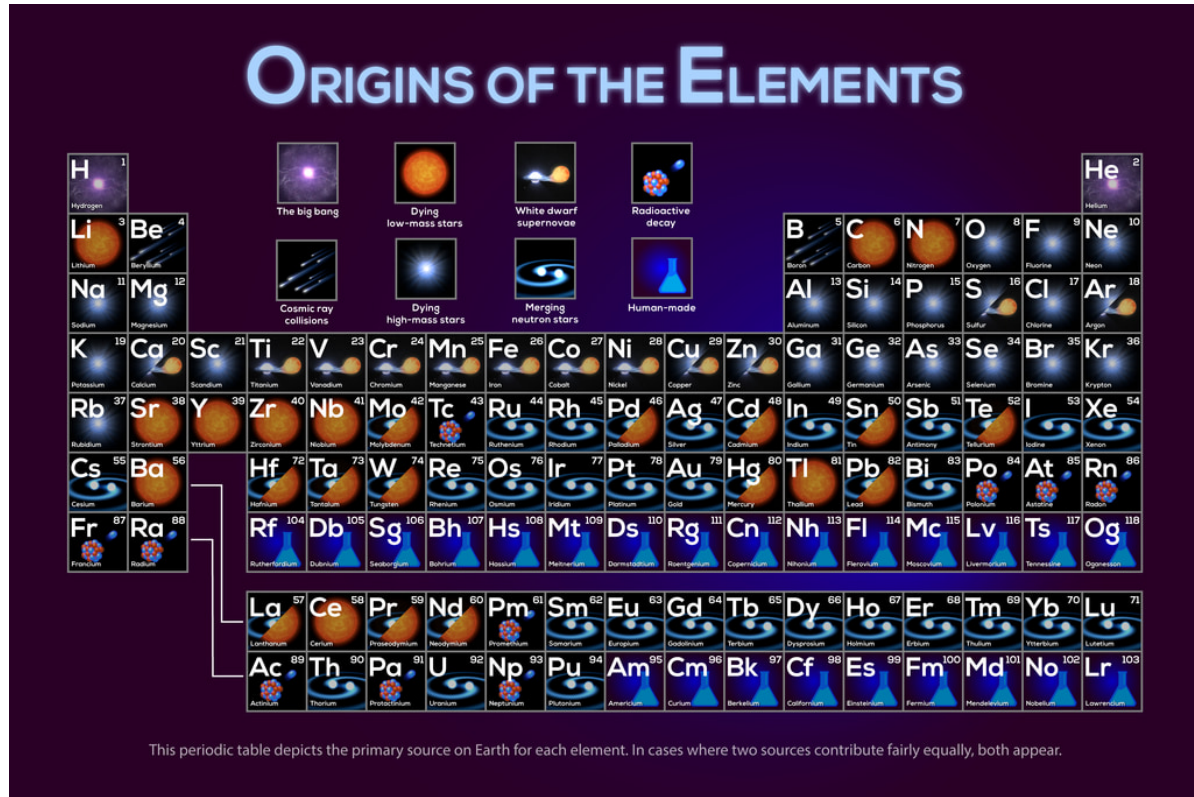 ORIGINS OF THE ELEMENTS
The big bang
Dying
low-mass stars
White dwarf
supernovae
Radioactive
decay
Cosmic ray
collisions
Dying
high-mass stars
Merging
neutron stars
Human-made
H 1 Hydrogen
He 2 Helium
Li 3 Lithium
Be 4 Beryllium
B 5 Boron
C 6 Carbon
N 7 Nitrogen
O 8 Oxygen
F 9 Fluorine
Ne 10 Neon
Na 11 Sodium
Mg 12 Magnesium
Al 13 Aluminum
Si 14 Silicon
P 15 Phosphorus
S 16 Sulfur
Cl 17 Chlorine
Ar 18 Argon
K 19 Potassium
Ca 20 Calcium
Sc 21 Scandium
Ti 22 Titanium
V 23 Vanadium
Cr 24 Chromium
Mn 25 Manganese
Fe 26 Iron
Co 27 Cobalt
Ni 28 Nickel
Cu 29 Copper
Zn 30 Zinc
Ga 31 Gallium
Ge 32 Germanium
As 33 Arsenic
Se 34 Selenium
Br 35 Bromine
Kr 36 Krypton
Rb 37 Rubidium
Sr 38 Strontium
Y 39 Yttrium
Zr 40 Zirconium
Nb 41 Niobium
Mo 42 Molybdenum
Tc 43 Technetium
Ru 44 Ruthenium
Rh 45 Rhodium
Pd 46 Palladium
Ag 47 Silver
Cd 48 Cadmium
In 49 Indium
Sn 50 Tin
Sb 51 Antimony
Te 52 Tellurium
I 53 Iodine
Xe 54 Xenon
Cs 55 Cesium
Ba 56 Barium
Hf 72 Hafnium
Ta 73 Tantalum
W 74 Tungsten
Re 75 Rhenium
Os 76 Osmium
Ir 77 Iridium
Pt 78 Platinum
Au 79 Gold
Hg 80 Mercury
Tl 81 Thallium
Pb 82 Lead
Bi 83 Bismuth
Po 84 Polonium
At 85 Astatine
Rn 86 Radon
Fr 87 Francium
Ra 88 Radium
Rf 104 Rutherfordium
Db 105 Dubnium
Sg 106 Seaborgium
Bh 107 Bohrium
Hs 108 Hassium
Mt 109 Meitnerium
Ds 110 Darmstadtium
Rg 111 Roentgenium
Cn 112 Copernicium
Nh 113 Nihonium
Fl 114 Flerovium
Mc 115 Moscovium
Lv 116 Livermorium
Ts 117 Tennessine
Og 118 Oganesson
La 57 Lanthanum
Ce 58 Cerium
Pr 59 Praseodymium
Nd 60 Neodymium
Pm 61 Promethium
Sm 62 Samarium
Eu 63 Europium
Gd 64 Gadolinium
Tb 65 Terbium
Dy 66 Dysprosium
Ho 67 Holmium
Er 68 Erbium
Tm 69 Thulium
Yb 70 Ytterbium
Lu 71 Lutetium
Ac 89 Actinium
Th 90 Thorium
Pa 91 Protactinium
U 92 Uranium
Np 93 Neptunium
Pu 94 Plutonium
Am 95 Americium
Cm 96 Curium
Bk 97 Berkelium
Cf 98 Californium
Es 99 Einsteinium
Fm 100 Fermium
Md 101 Mendelevium
No 102 Nobelium
Lr 103 Lawrencium
This periodic table depicts the primary source on Earth for each element. In cases where two sources contribute fairly equally, both appear.